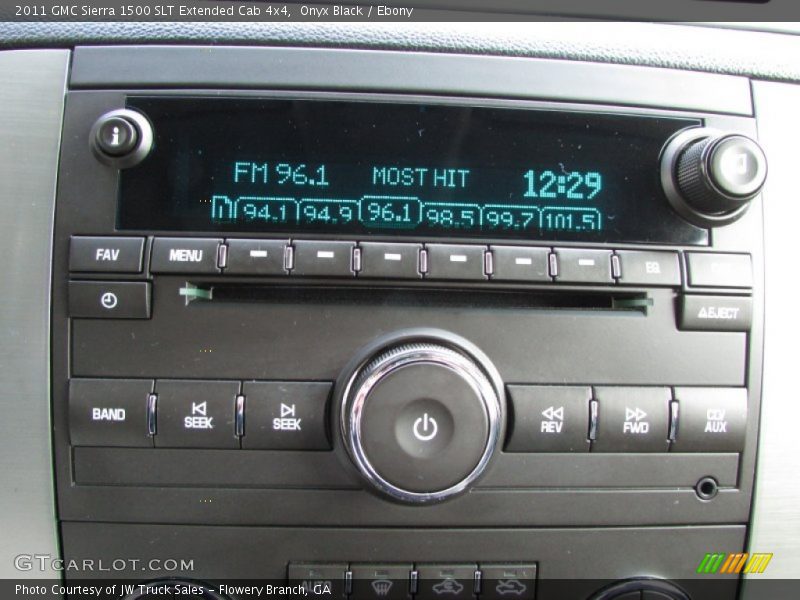 2011 GMC Sierra 1500 SLT Extended Cab 4x4, Onyx Black / Ebony
i
FM 96.1 MOST HIT 12:29
94.1 94.9 96.1 98.5 99.7 101.5
FAV MENU EQ
EJECT
BAND SEEK SEEK REV FWD CD/AUX
GTCARLOT.COM
Photo Courtesy of JW Truck Sales - Flowery Branch, GA